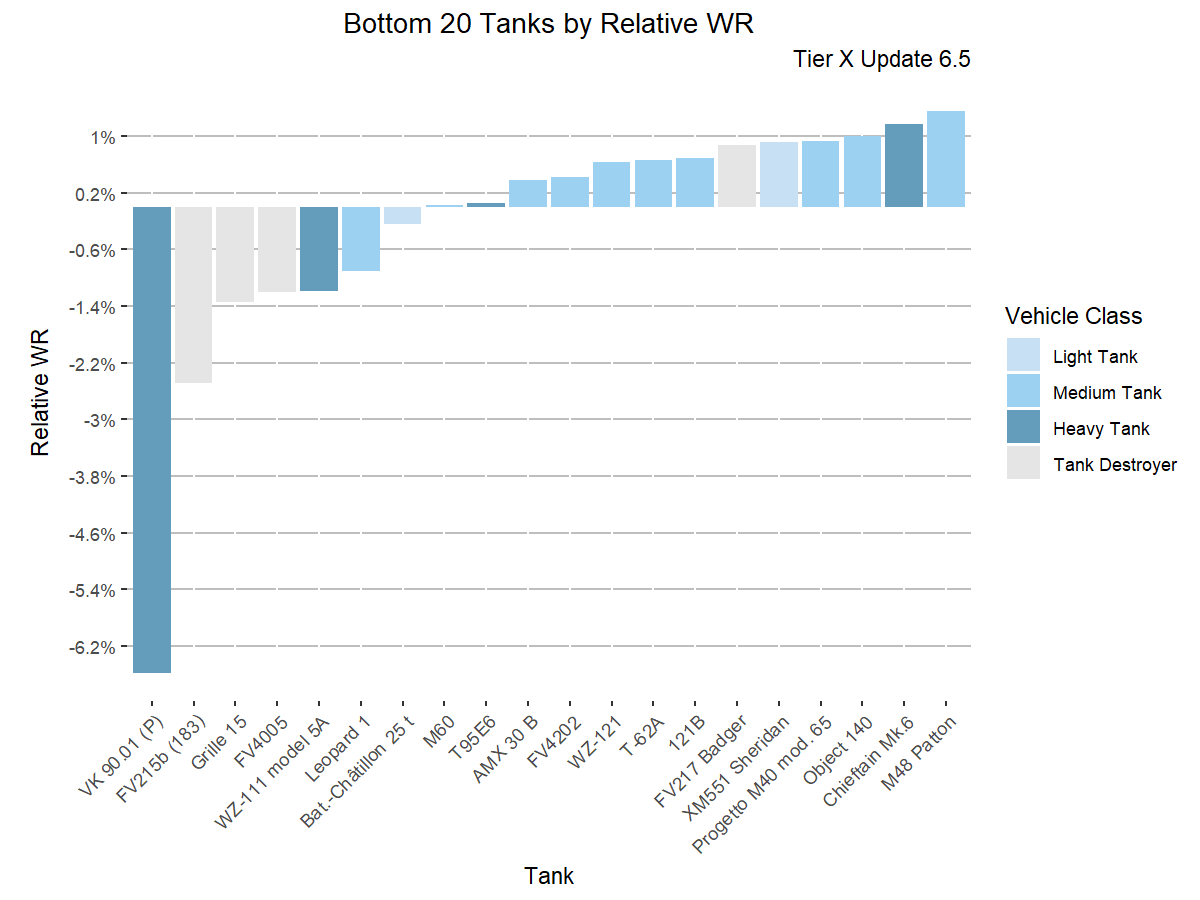 Bottom 20 Tanks by Relative WR
Tier X Update 6.5
1%
0.2%
-0.6%
-1.4%
-2.2%
-3%
-3.8%
-4.6%
-5.4%
-6.2%
Relative WR
VK 90.01 (P)
FV215b (183)
Grille 15
FV4005
WZ-111 model 5A
Leopard 1
Bat.-Châtillon 25 t
M60
T95E6
AMX 30 B
FV4202
WZ-121
T-62A
121B
FV217 Badger
XM551 Sheridan
Progetto M40 mod. 65
Object 140
Chieftain Mk.6
M48 Patton
Tank
Vehicle Class
Light Tank
Medium Tank
Heavy Tank
Tank Destroyer